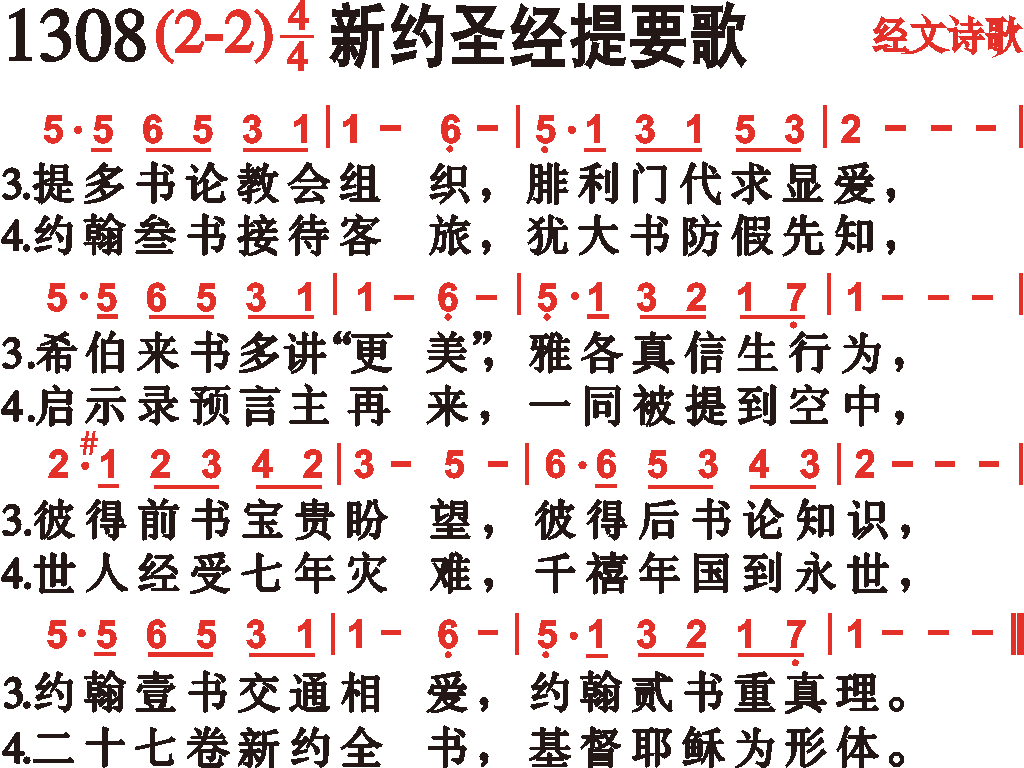 1308(2-2) 4/4 新约圣经提要歌 经文诗歌
5·5 6 5 3 1|1 - 6 -|5·1 3 1 5 3|2 - - -|
3.提多书论教会组 织，腓利门代求显爱，
4.约翰叁书接待客 旅，犹大书防假先知，
5·5 6 5 3 1|1 - 6 -|5·1 3 2 1 7|1 - - -|
3.希伯来书多讲“更 美”，雅各真信生行为，
4.启示录预言主再 来，一同被提到空中，
2·#1 2 3 4 2|3 - 5 -|6·6 5 3 4 3|2 - - -|
3.彼得前书宝贵盼 望，彼得后书论知识，
4.世人经受七年灾 难，千禧年国到永世，
5·5 6 5 3 1|1 - 6 -|5·1 3 2 1 7|1 - - -‖
3.约翰壹书交通相 爱，约翰贰书重真理。
4.二十七卷新约全 书，基督耶稣为形体。